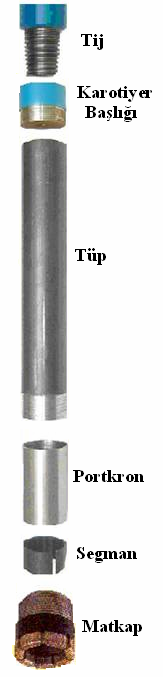 Tij
Karotiyer
Başlığı
Tüp
Portkron
Segman
Matkap